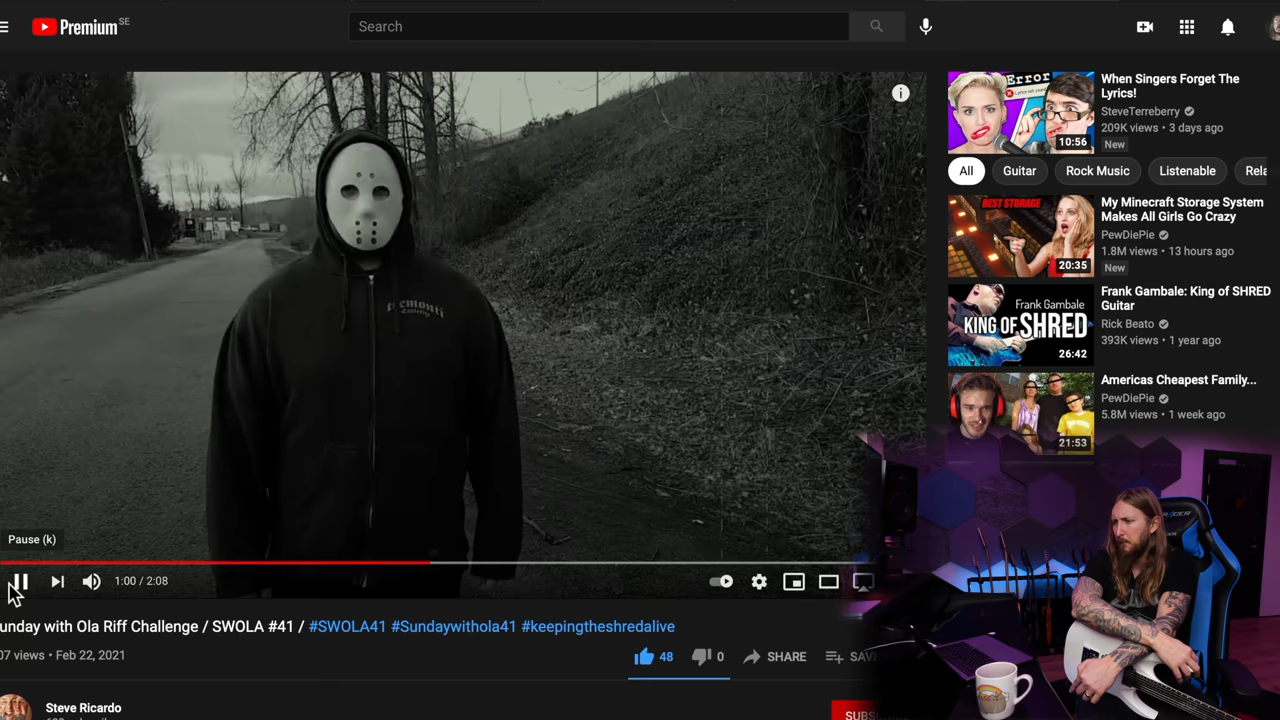 Premium SE
Search
When Singers Forget The
Lyrics!
SteveTerreberry
209K views • 3 days ago
New
Error
10:56
All
Guitar
Rock Music
Listenable
Rela
BEST STORAGE
20:35
My Minecraft Storage System
Makes All Girls Go Crazy
PewDiePie
1.8M views • 13 hours ago
New
Frank Gambale
KING OF SHRED
26:42
Frank Gambale: King of SHRED
Guitar
Rick Beato
393K views • 1 year ago
21:53
Americas Cheapest Family...
PewDiePie
5.8M views • 1 week ago
Pause (k)
1:00 / 2:08
unday with Ola Riff Challenge / SWOLA #41 / #SWOLA41 #Sundaywithola41 #keepingtheshredalive
07 views • Feb 22, 2021
48
0
SHARE
SAV
Steve Ricardo
SUBS